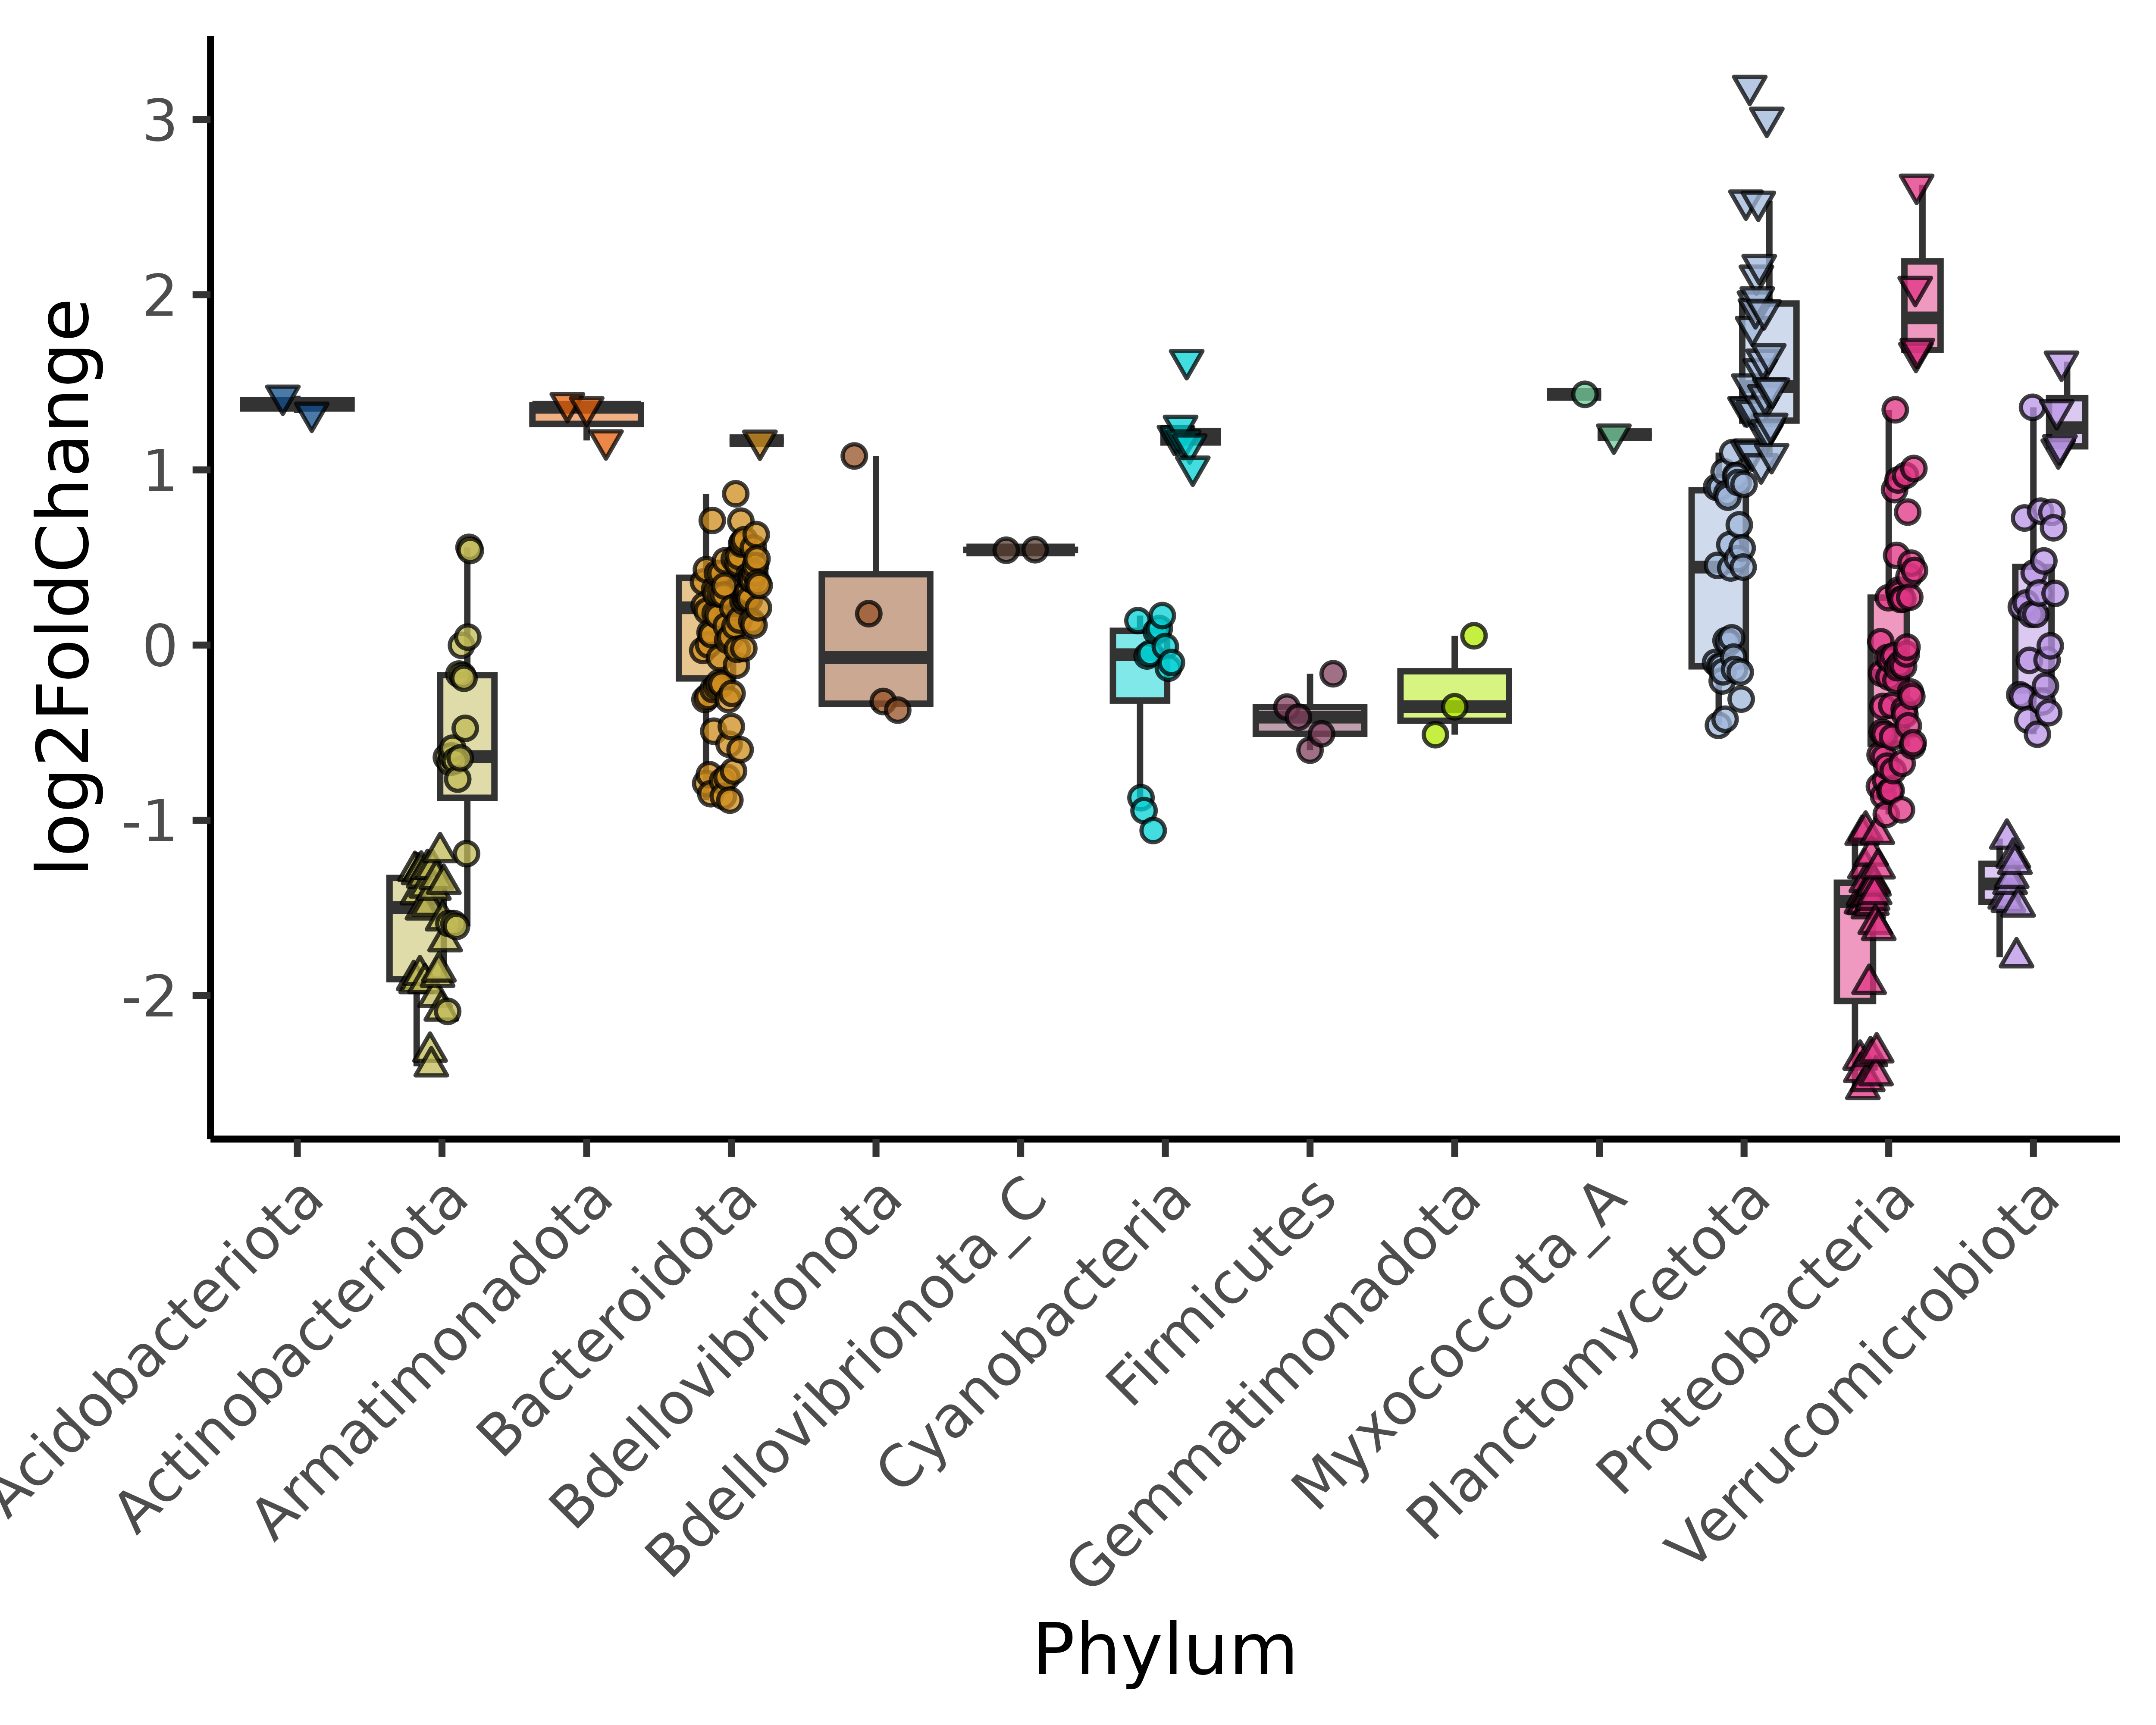 log2FoldChange
3
2
1
0
-1
-2
Acidobacteriota
Actinobacteriota
Armatimonadota
Bacteroidota
Bdellovibrionota
Bdellovibrionota_C
Cyanobacteria
Firmicutes
Gemmatimonadota
Myxococcota_A
Planctomycetota
Proteobacteria
Verrucomicrobiota
Phylum